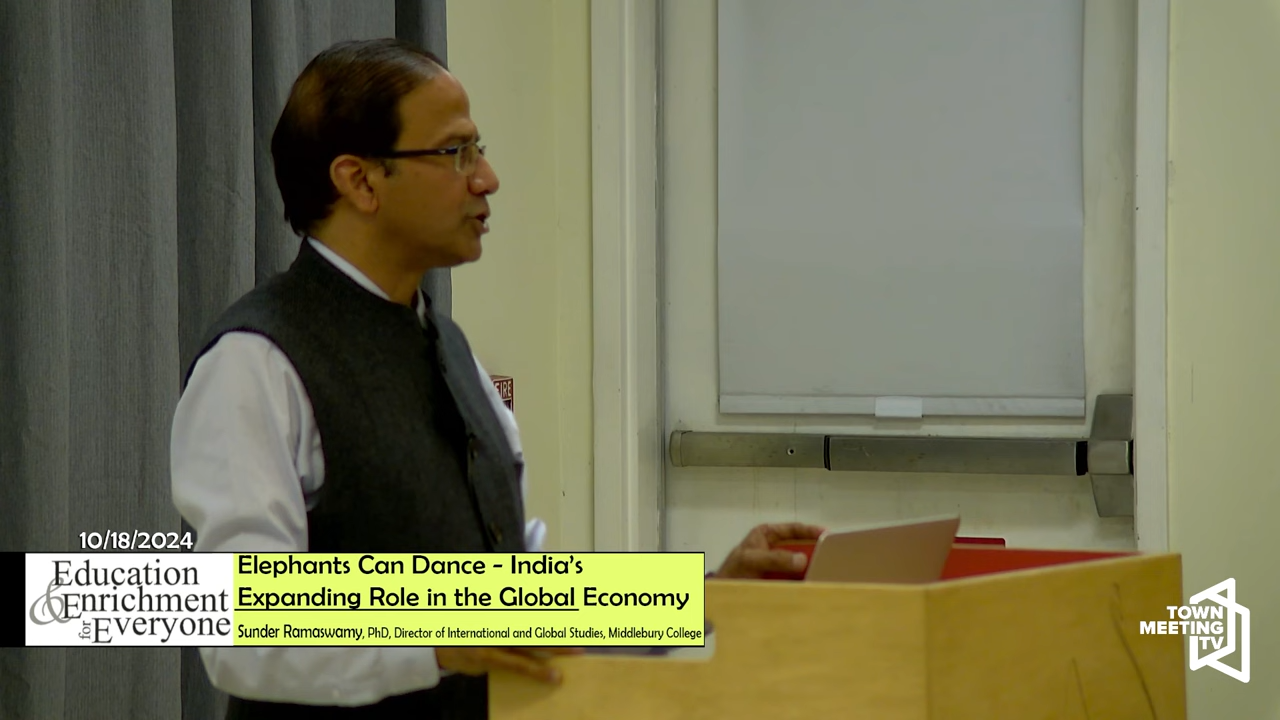 10/18/2024
Education
& Enrichment
for Everyone
Elephants Can Dance - India's
Expanding Role in the Global Economy
Sunder Ramaswamy, PhD, Director of International and Global Studies, Middlebury College
TOWN
MEETING
TV